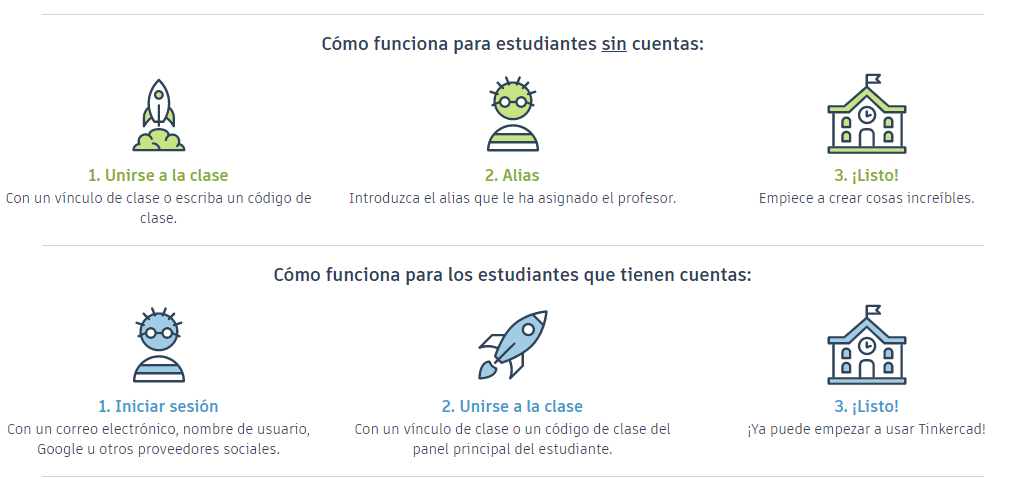 Cómo funciona para estudiantes sin cuentas:
1. Unirse a la clase
Con un vínculo de clase o escriba un código de
clase.
2. Alias
Introduzca el alias que le ha asignado el profesor.
3. ¡Listo!
Empiece a crear cosas increíbles.
Cómo funciona para los estudiantes que tienen cuentas:
1. Iniciar sesión
Con un correo electrónico, nombre de usuario,
Google u otros proveedores sociales.
2. Unirse a la clase
Con un vínculo de clase o un código de clase del
panel principal del estudiante.
3. ¡Listo!
¡Ya puede empezar a usar Tinkercad!